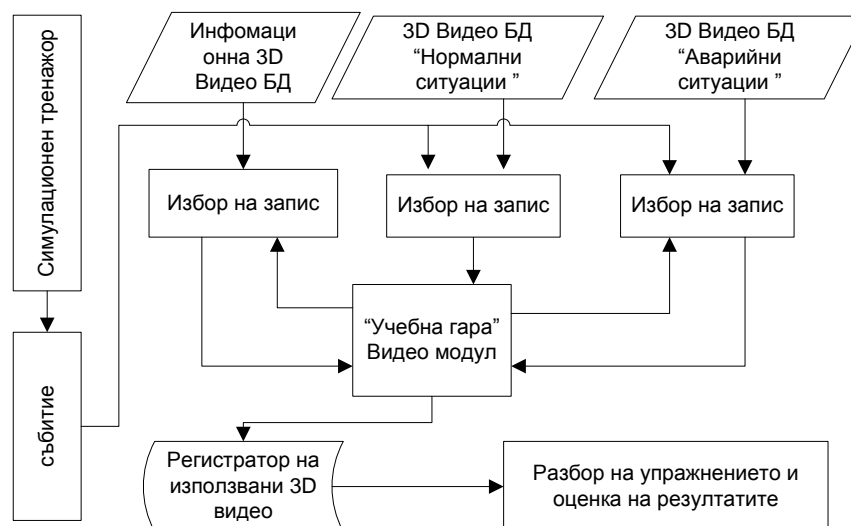 Симулационен тренажор
Инфомаци
онна 3D
Видео БД
3D Видео БД
“Нормални
ситуации ”
3D Видео БД
“Аварийни
ситуации ”
Избор на запис
Избор на запис
Избор на запис
“Учебна гара”
Видео модул
събитие
Регистратор на
използвани 3D
видео
Разбор на упражнението и
оценка на резултатите